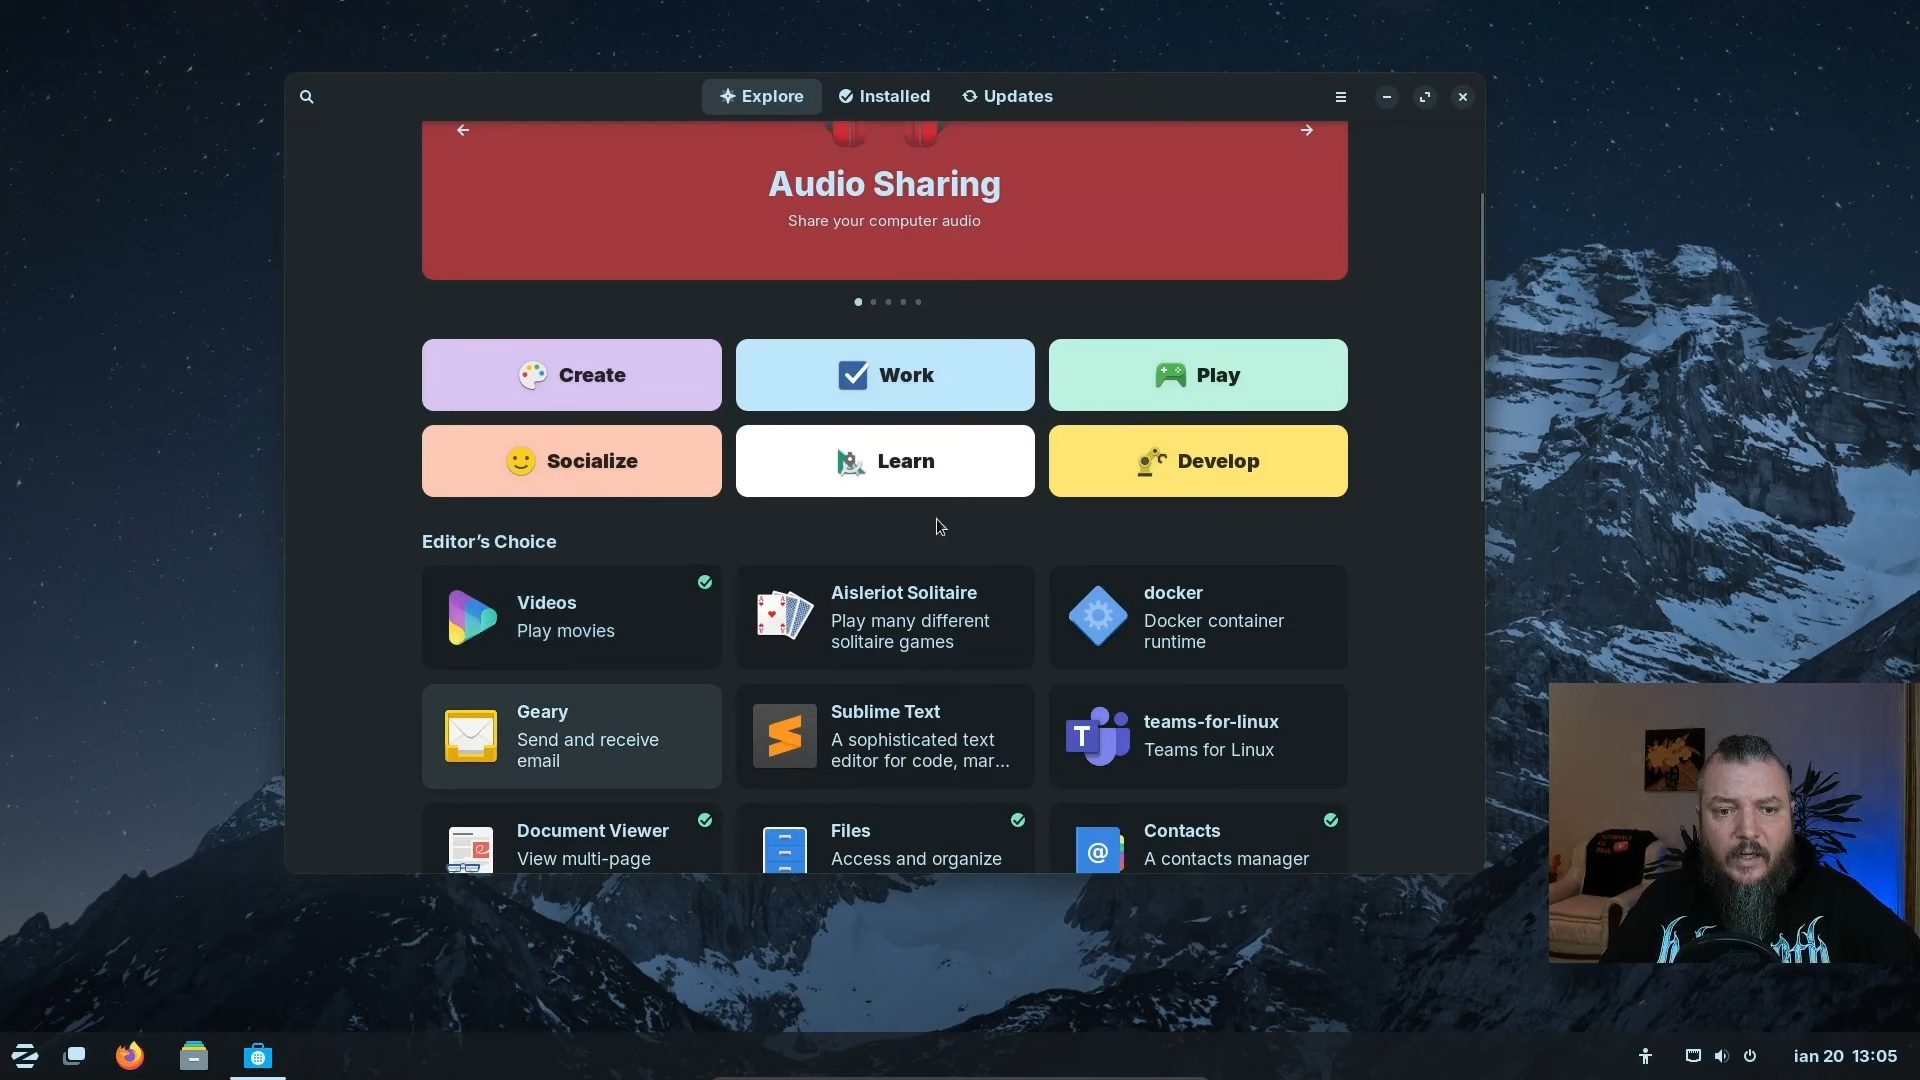 Explore
Installed
Updates
Audio Sharing
Share your computer audio
Create
Work
Play
Socialize
Learn
Develop
Editor’s Choice
Videos
Play movies
Aisleriot Solitaire
Play many different
solitaire games
docker
Docker container
runtime
Geary
Send and receive
email
Sublime Text
A sophisticated text
editor for code, mar…
T
teams-for-linux
Teams for Linux
Document Viewer
View multi-page
Files
Access and organize
@
Contacts
A contacts manager
ian 20 13:05